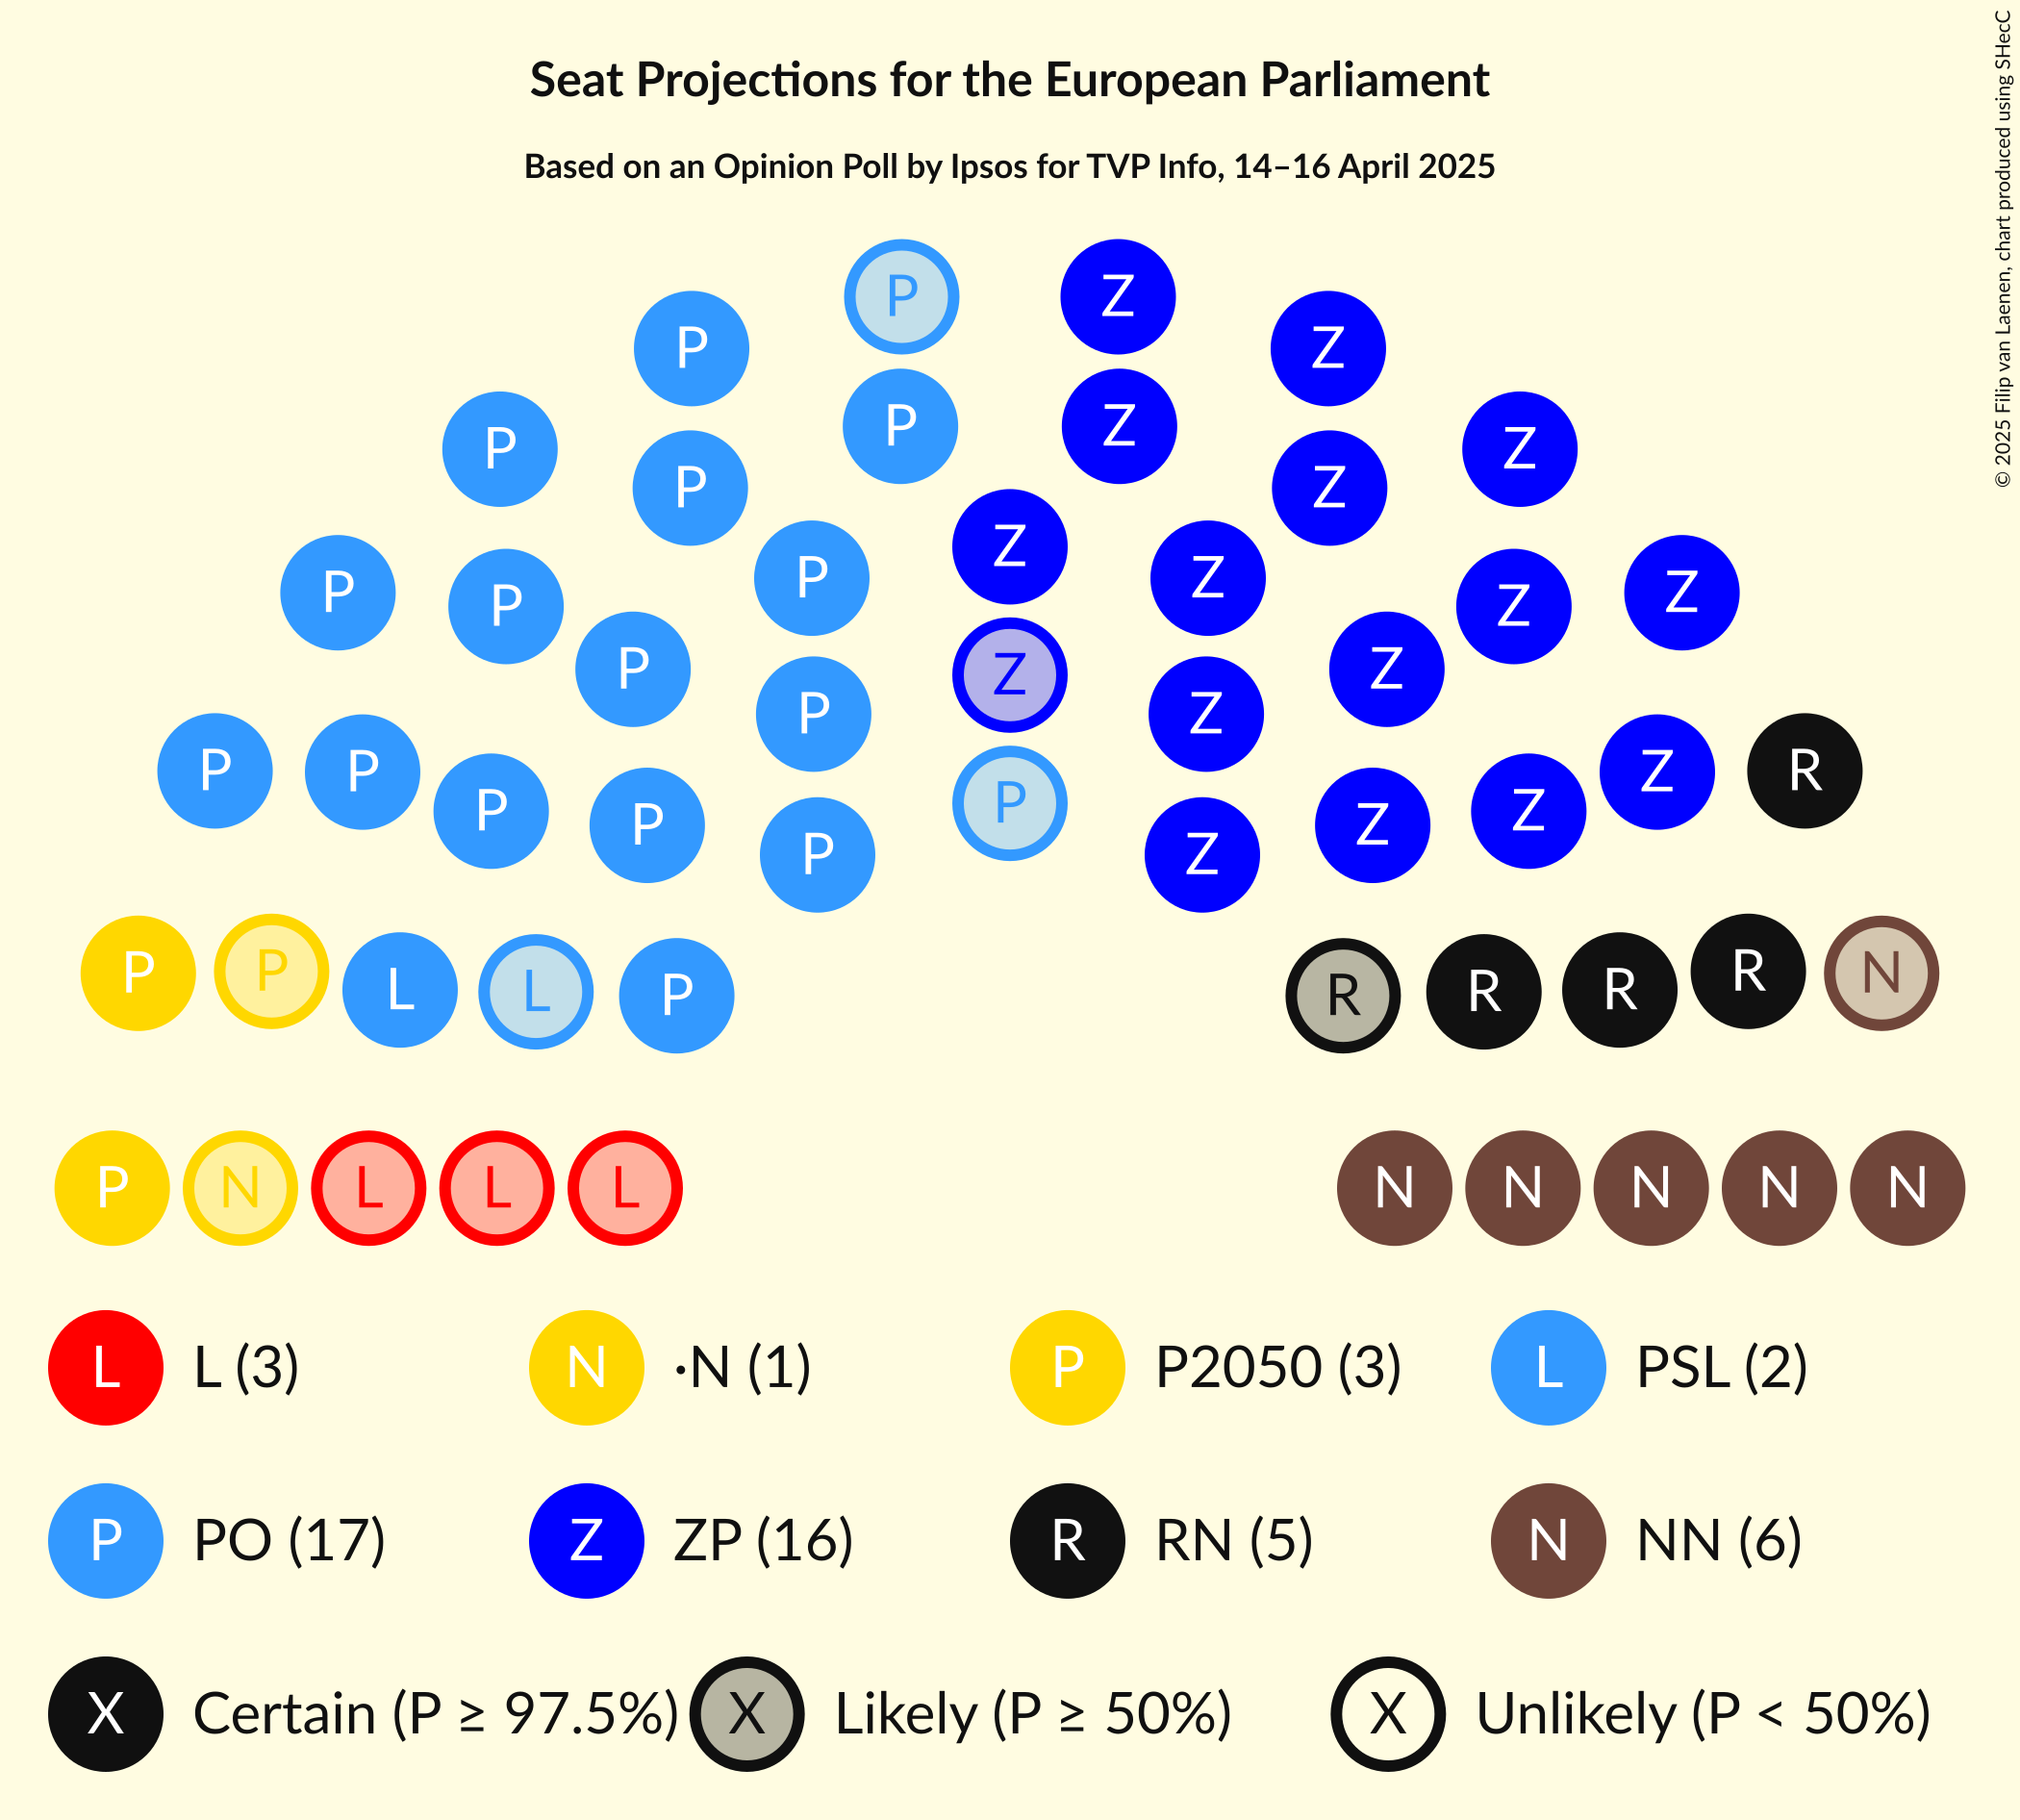 Seat Projections for the European Parliament
Based on an Opinion Poll by Ipsos for TVP Info, 14–16 April 2025
© 2025 Filip van Laenen, chart produced using SHecC
P Z
P Z
P Z
P Z
P Z
P Z
Z
P Z
P Z
P Z
P Z
Z
P Z
P Z
P R
P Z
P
P Z
P Z
P Z
P R
P N
L R
L R
P R
P N L L L N N N N N
L L (3) N ·N (1) P P2050 (3) L PSL (2)
P PO (17) Z ZP (16) R RN (5) N NN (6)
X Certain (P ≥ 97.5%) X Likely (P ≥ 50%) X Unlikely (P < 50%)